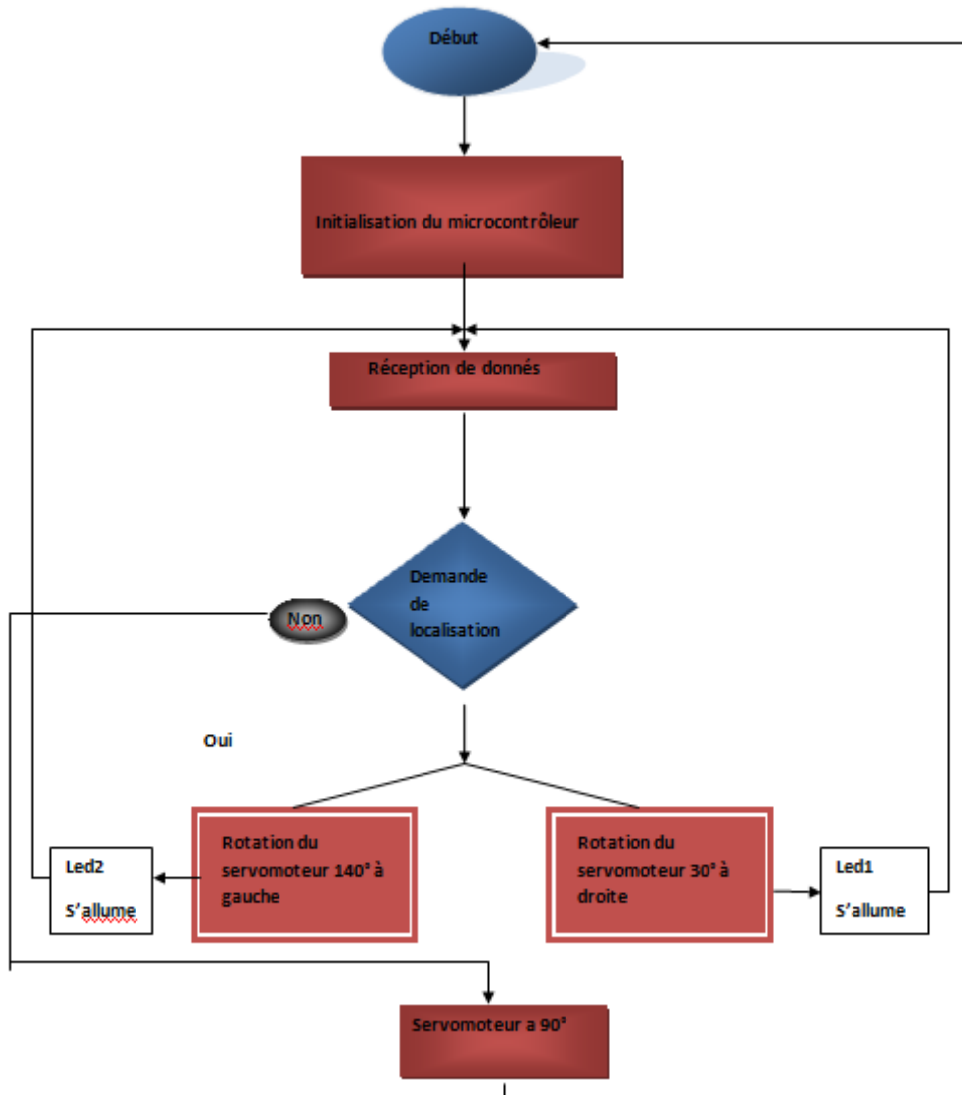 Début
Initialisation du microcontrôleur
Réception de donnés
Demande
de
localisation
Non
Oui
Rotation du
servomoteur 140° à
gauche
Rotation du
servomoteur 30° à
droite
Led2
S’allume
Led1
S’allume
Servomoteur a 90°